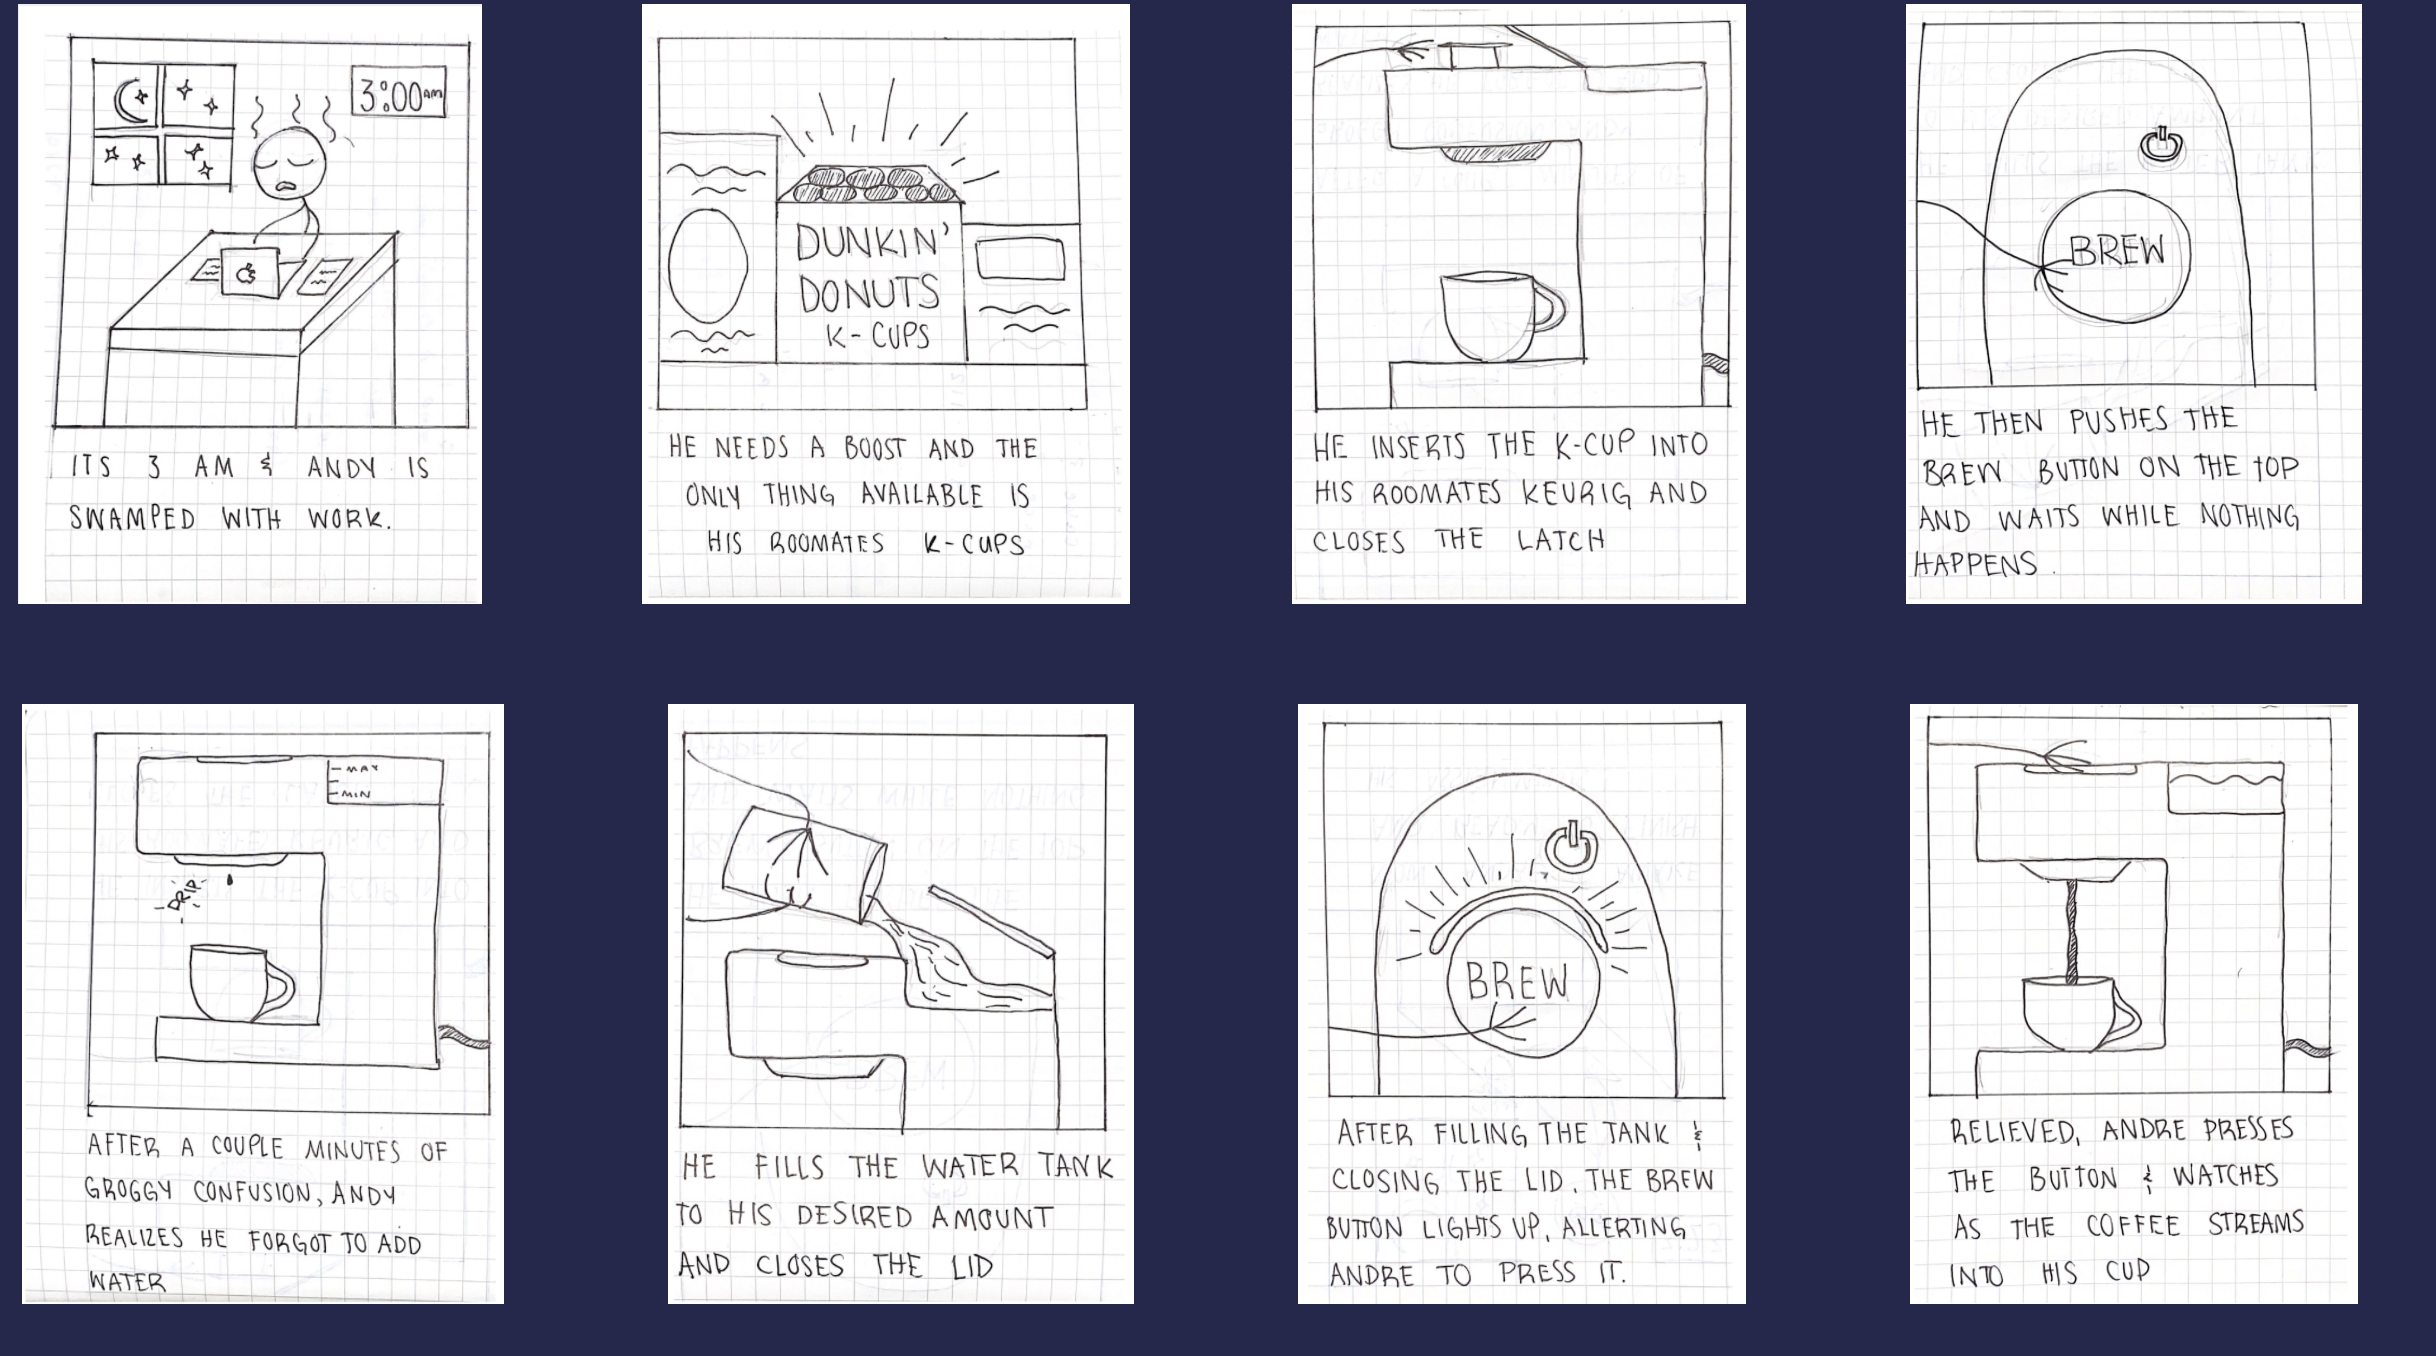 3:00AM
ITS 3 AM & ANDY IS
SWAMPED WITH WORK.
DUNKIN'
DONUTS
K-CUPS
HE NEEDS A BOOST AND THE
ONLY THING AVAILABLE IS
HIS ROOMATES K-CUPS
HE INSERTS THE K-CUP INTO
HIS ROOMATES KEURIG AND
CLOSES THE LATCH
BREW
HE THEN PUSHES THE
BREW BUTTON ON THE TOP
AND WAITS WHILE NOTHING
HAPPENS.
MAX
MIN
DRIP
AFTER A COUPLE MINUTES OF
GROGGY CONFUSION, ANDY
REALIZES HE FORGOT TO ADD
WATER
HE FILLS THE WATER TANK
TO HIS DESIRED AMOUNT
AND CLOSES THE LID
BREW
AFTER FILLING THE TANK &
CLOSING THE LID. THE BREW
BUTTON LIGHTS UP, ALLERTING
ANDRE TO PRESS IT.
RELIEVED, ANDRE PRESSES
THE BUTTON & WATCHES
AS THE COFFEE STREAMS
INTO HIS CUP